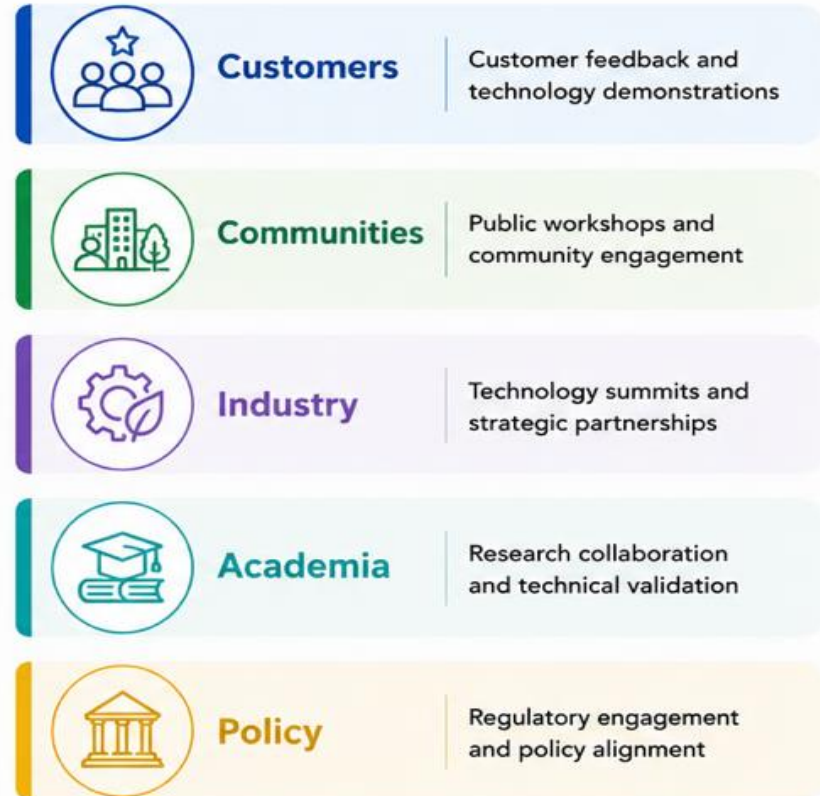 Customers
Customer feedback and
technology demonstrations
Communities
Public workshops and
community engagement
Industry
Technology summits and
strategic partnerships
Academia
Research collaboration
and technical validation
Policy
Regulatory engagement
and policy alignment